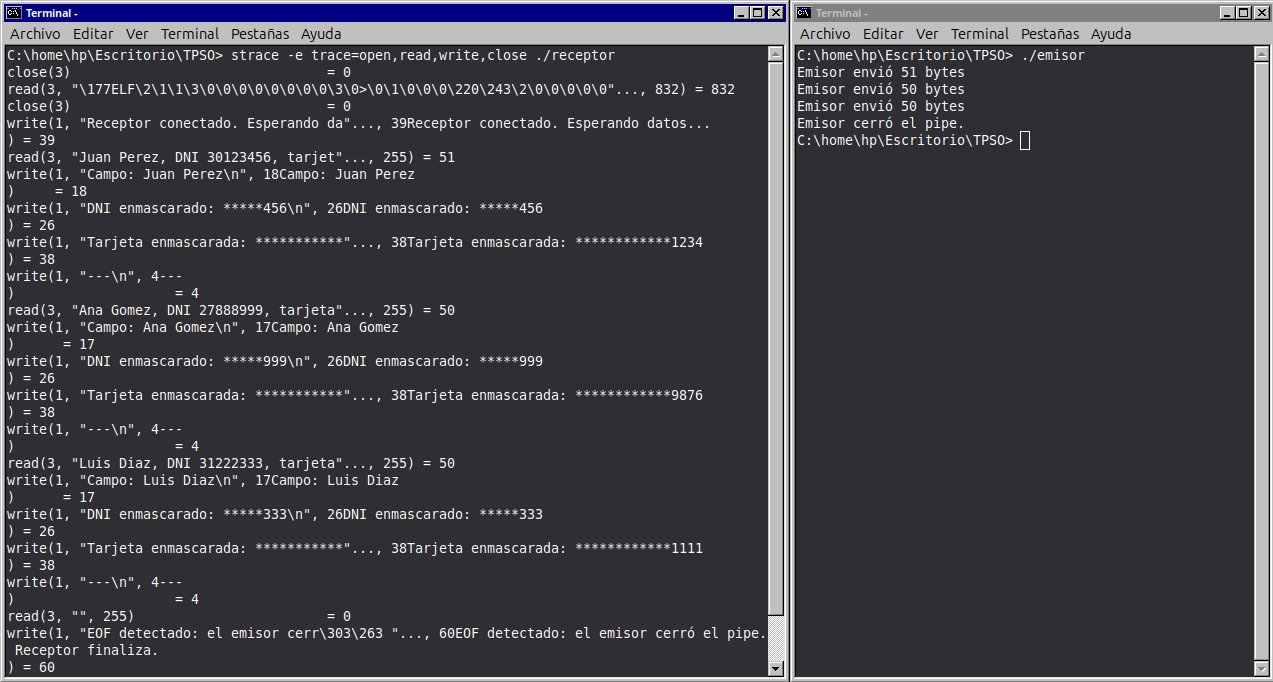 Terminal -
Archivo Editar Ver Terminal Pestañas Ayuda
C:\home\hp\Escritorio\TPSO> strace -e trace=open,read,write,close ./receptor
close(3)                                = 0
read(3, "\177ELF\2\1\1\3\0\0\0\0\0\0\0\0\3\0>\0\1\0\0\0\220\243\2\0\0\0\0\0"..., 832) = 832
close(3)                                = 0
write(1, "Receptor conectado. Esperando da"..., 39Receptor conectado. Esperando datos...
) = 39
read(3, "Juan Perez, DNI 30123456, tarjet"..., 255) = 51
write(1, "Campo: Juan Perez\n", 18Campo: Juan Perez
)     = 18
write(1, "DNI enmascarado: *****456\n", 26DNI enmascarado: *****456
) = 26
write(1, "Tarjeta enmascarada: ***********"..., 38Tarjeta enmascarada: ************1234
) = 38
write(1, "---\n", 4---
)                    = 4
read(3, "Ana Gomez, DNI 27888999, tarjeta"..., 255) = 50
write(1, "Campo: Ana Gomez\n", 17Campo: Ana Gomez
)      = 17
write(1, "DNI enmascarado: *****999\n", 26DNI enmascarado: *****999
) = 26
write(1, "Tarjeta enmascarada: ***********"..., 38Tarjeta enmascarada: ************9876
) = 38
write(1, "---\n", 4---
)                    = 4
read(3, "Luis Diaz, DNI 31222333, tarjeta"..., 255) = 50
write(1, "Campo: Luis Diaz\n", 17Campo: Luis Diaz
)      = 17
write(1, "DNI enmascarado: *****333\n", 26DNI enmascarado: *****333
) = 26
write(1, "Tarjeta enmascarada: ***********"..., 38Tarjeta enmascarada: ************1111
) = 38
write(1, "---\n", 4---
)                    = 4
read(3, "", 255)                        = 0
write(1, "EOF detectado: el emisor cerr\303\263 "..., 60EOF detectado: el emisor cerró el pipe.
 Receptor finaliza.
) = 60
Terminal -
Archivo Editar Ver Terminal Pestañas Ayuda
C:\home\hp\Escritorio\TPSO> ./emisor
Emisor envió 51 bytes
Emisor envió 50 bytes
Emisor envió 50 bytes
Emisor cerró el pipe.
C:\home\hp\Escritorio\TPSO>